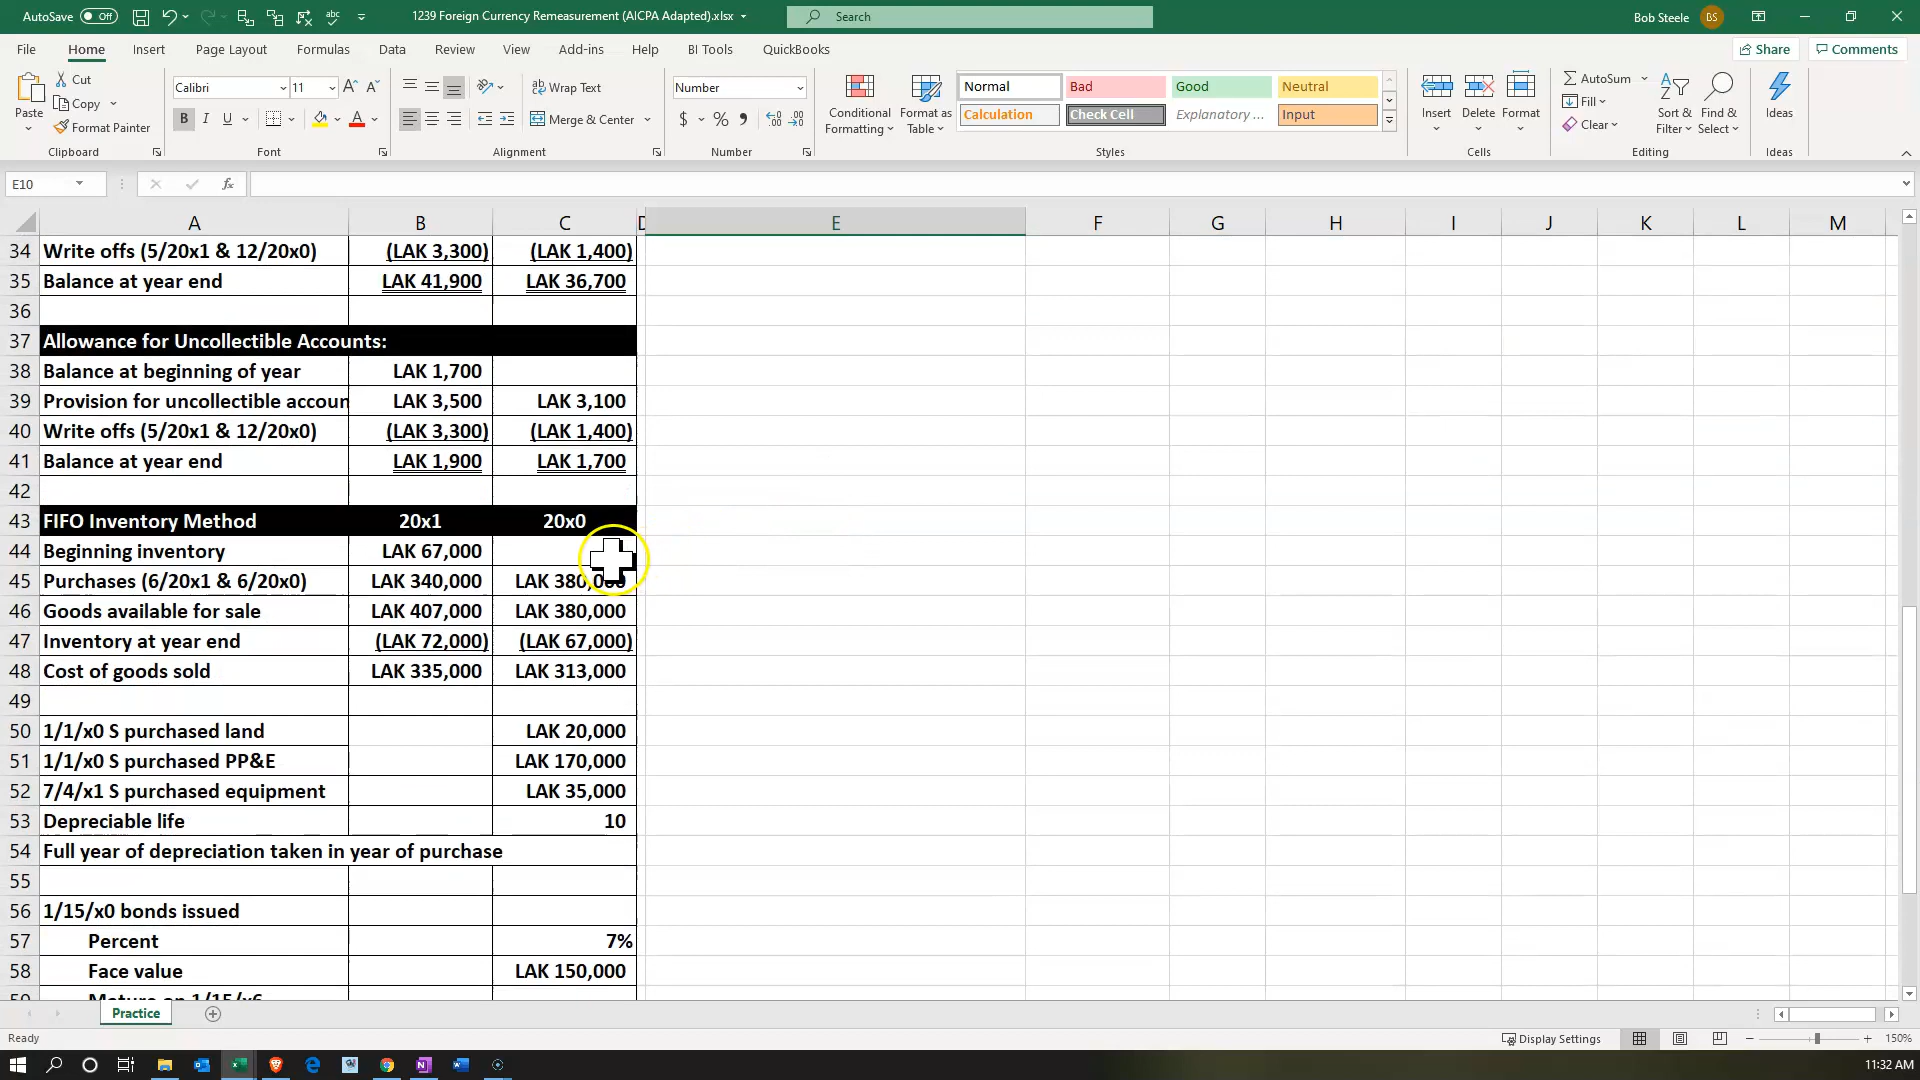 AutoSave Off 1239 Foreign Currency Remeasurement (AICPA Adapted).xlsx Search Bob Steele BS
File Home Insert Page Layout Formulas Data Review View Add-ins Help BI Tools QuickBooks Share Comments
Paste Cut Copy Format Painter Clipboard
Calibri 11 B I U A Font
Wrap Text Merge & Center Alignment
Number $ % Number
Conditional Formatting Format as Table
Normal Bad Good Neutral
Calculation Check Cell Explanatory ... Input
Styles
Insert Delete Format Cells
AutoSum Fill Clear Sort & Filter Find & Select Editing
Ideas Ideas
E10 fx
A B C D E F G H I J K L M
34 Write offs (5/20x1 & 12/20x0) (LAK 3,300) (LAK 1,400)
35 Balance at year end LAK 41,900 LAK 36,700
36
37 Allowance for Uncollectible Accounts:
38 Balance at beginning of year LAK 1,700
39 Provision for uncollectible accoun LAK 3,500 LAK 3,100
40 Write offs (5/20x1 & 12/20x0) (LAK 3,300) (LAK 1,400)
41 Balance at year end LAK 1,900 LAK 1,700
42
43 FIFO Inventory Method 20x1 20x0
44 Beginning inventory LAK 67,000
45 Purchases (6/20x1 & 6/20x0) LAK 340,000 LAK 380,000
46 Goods available for sale LAK 407,000 LAK 380,000
47 Inventory at year end (LAK 72,000) (LAK 67,000)
48 Cost of goods sold LAK 335,000 LAK 313,000
49
50 1/1/x0 S purchased land LAK 20,000
51 1/1/x0 S purchased PP&E LAK 170,000
52 7/4/x1 S purchased equipment LAK 35,000
53 Depreciable life 10
54 Full year of depreciation taken in year of purchase
55
56 1/15/x0 bonds issued
57 Percent 7%
58 Face value LAK 150,000
59 Mature on 1/15/x6
Practice
Ready Display Settings 150%
11:32 AM